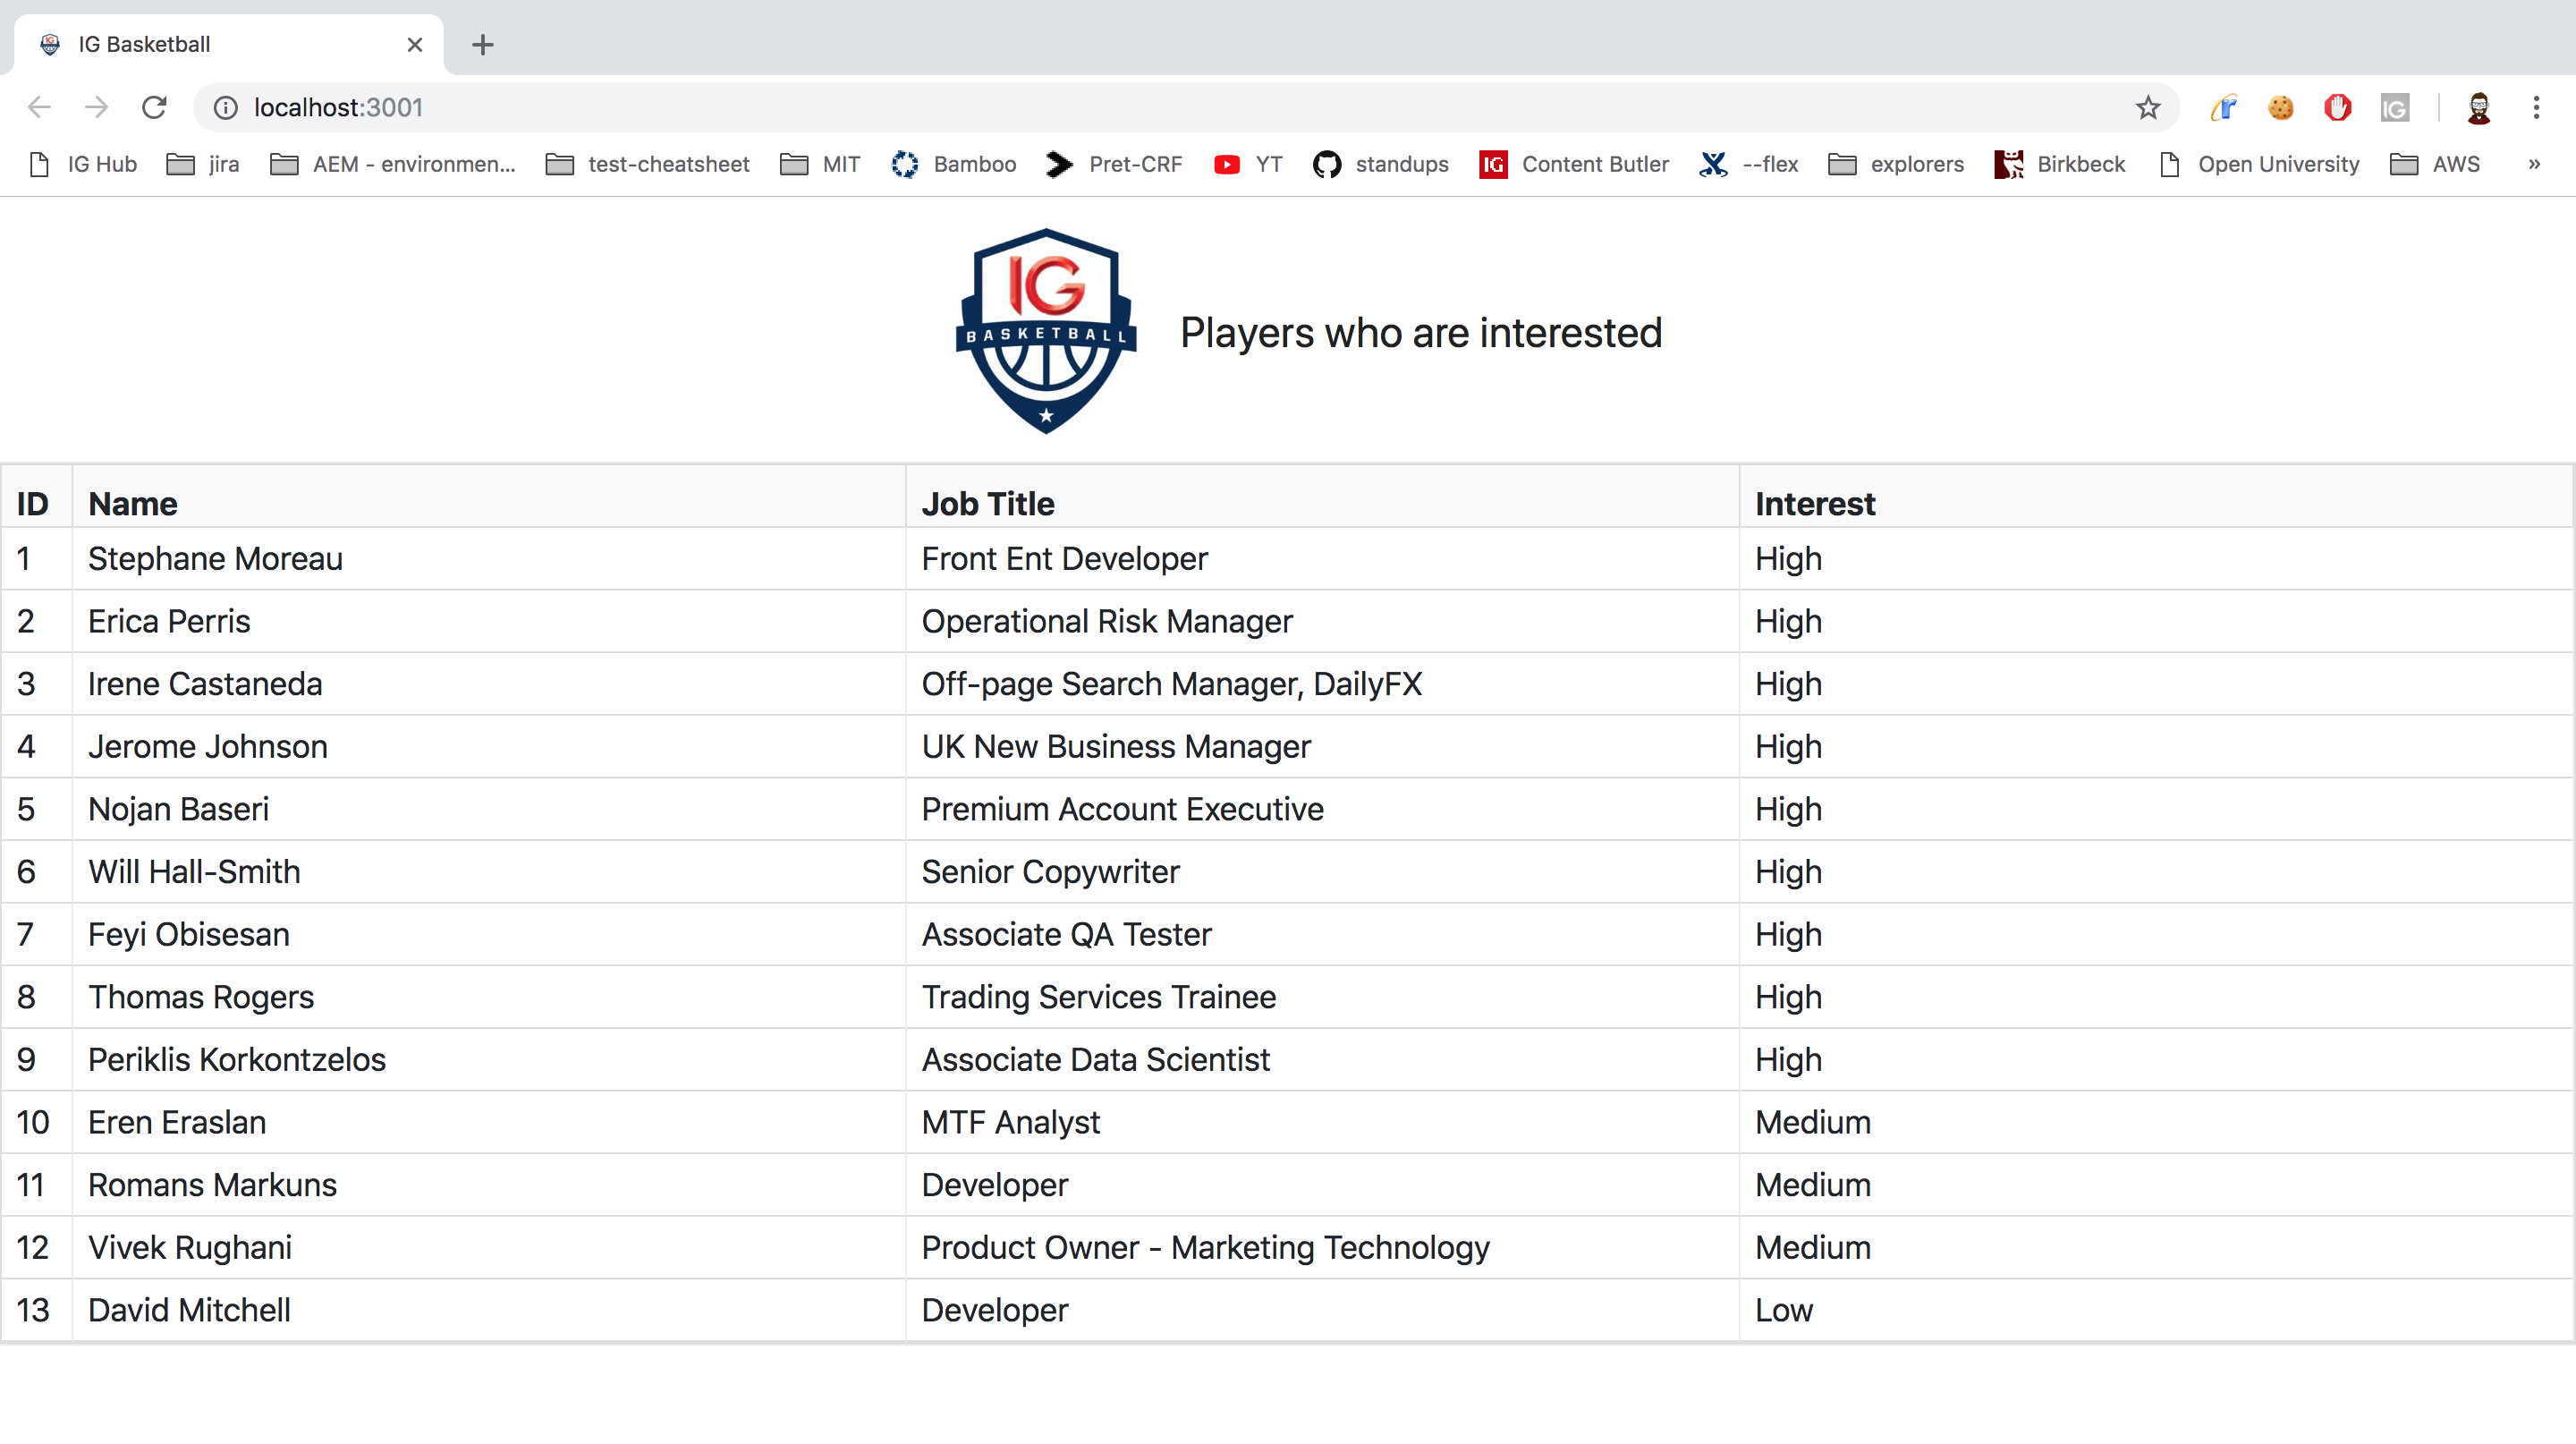 IG Basketball
localhost:3001
IG
IG Hub jira AEM - environmen... test-cheatsheet MIT Bamboo Pret-CRF YT standups IG Content Butler --flex explorers Birkbeck Open University AWS »
IG
BASKETBALL
Players who are interested
ID Name Job Title Interest
1 Stephane Moreau Front Ent Developer High
2 Erica Perris Operational Risk Manager High
3 Irene Castaneda Off-page Search Manager, DailyFX High
4 Jerome Johnson UK New Business Manager High
5 Nojan Baseri Premium Account Executive High
6 Will Hall-Smith Senior Copywriter High
7 Feyi Obisesan Associate QA Tester High
8 Thomas Rogers Trading Services Trainee High
9 Periklis Korkontzelos Associate Data Scientist High
10 Eren Eraslan MTF Analyst Medium
11 Romans Markuns Developer Medium
12 Vivek Rughani Product Owner - Marketing Technology Medium
13 David Mitchell Developer Low